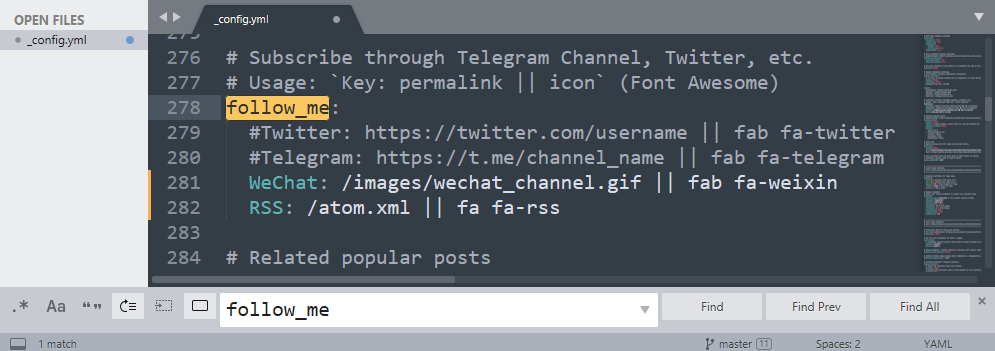 OPEN FILES
_config.yml
_config.yml
275
276 # Subscribe through Telegram Channel, Twitter, etc.
277 # Usage: `Key: permalink || icon` (Font Awesome)
278 follow_me:
279 #Twitter: https://twitter.com/username || fab fa-twitter
280 #Telegram: https://t.me/channel_name || fab fa-telegram
281 WeChat: /images/wechat_channel.gif || fab fa-weixin
282 RSS: /atom.xml || fa fa-rss
283
284 # Related popular posts
.* Aa “” follow_me Find Find Prev Find All
1 match master 11 Spaces: 2 YAML